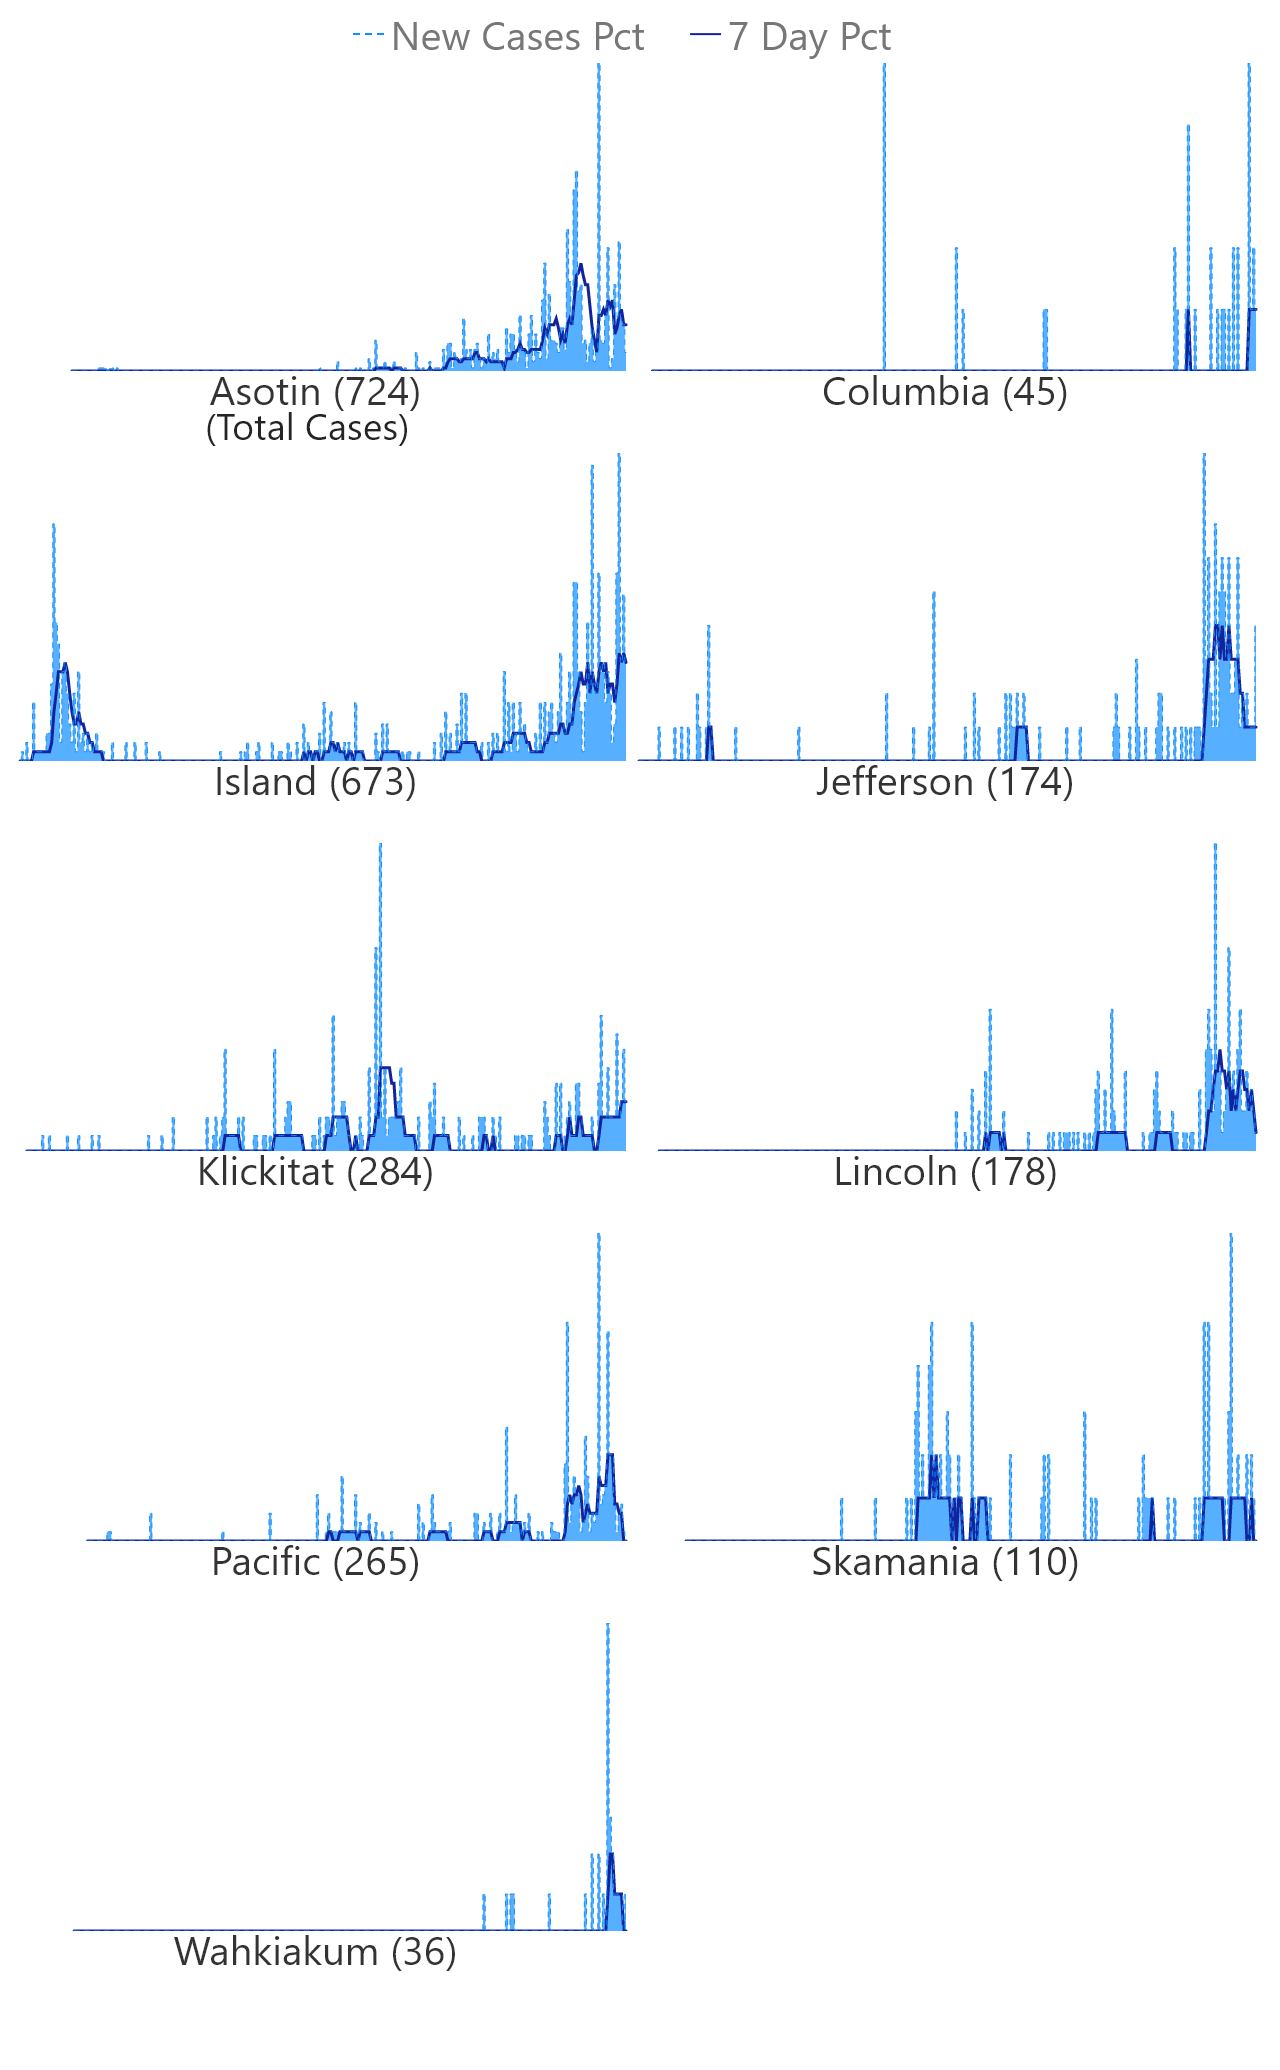 New Cases Pct 7 Day Pct
Asotin (724) Columbia (45)
(Total Cases)
Island (673) Jefferson (174)
Klickitat (284) Lincoln (178)
Pacific (265) Skamania (110)
Wahkiakum (36)